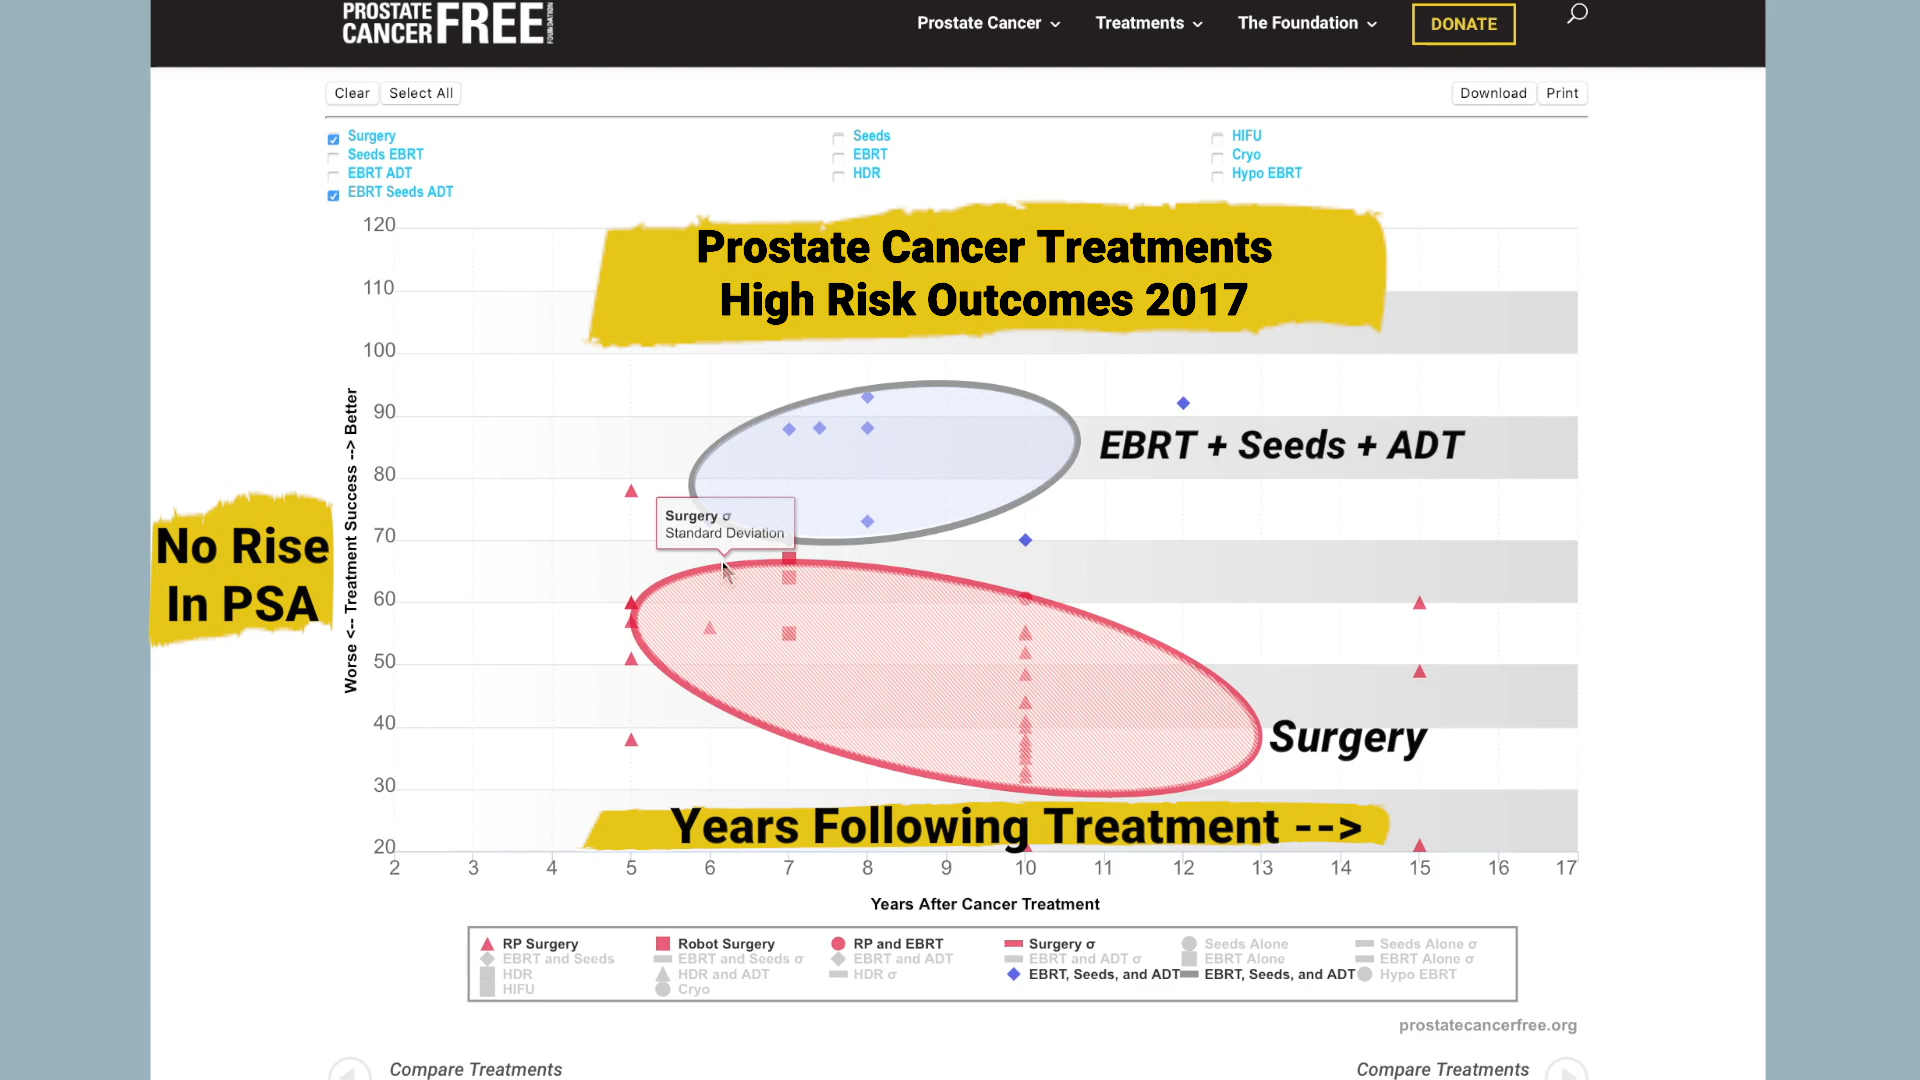 PROSTATE CANCER FREE FOUNDATION
Prostate Cancer
Treatments
The Foundation
DONATE
Clear
Select All
Download
Print
Surgery
Seeds
HIFU
Seeds EBRT
EBRT
Cryo
EBRT ADT
HDR
Hypo EBRT
EBRT Seeds ADT
Prostate Cancer Treatments
High Risk Outcomes 2017
120
110
100
90
80
70
60
50
40
30
20
Worse <-- Treatment Success --> Better
No Rise
In PSA
EBRT + Seeds + ADT
Surgery σ
Standard Deviation
Surgery
Years Following Treatment -->
2 3 4 5 6 7 8 9 10 11 12 13 14 15 16 17
Years After Cancer Treatment
RP Surgery
Robot Surgery
RP and EBRT
Surgery σ
Seeds Alone
Seeds Alone σ
EBRT and Seeds
EBRT and Seeds σ
EBRT and ADT
EBRT and ADT σ
EBRT Alone
EBRT Alone σ
HDR
HDR and ADT
HDR σ
EBRT, Seeds, and ADT
EBRT, Seeds, and ADT
Hypo EBRT
HIFU
Cryo
prostatecancerfree.org
Compare Treatments
Compare Treatments